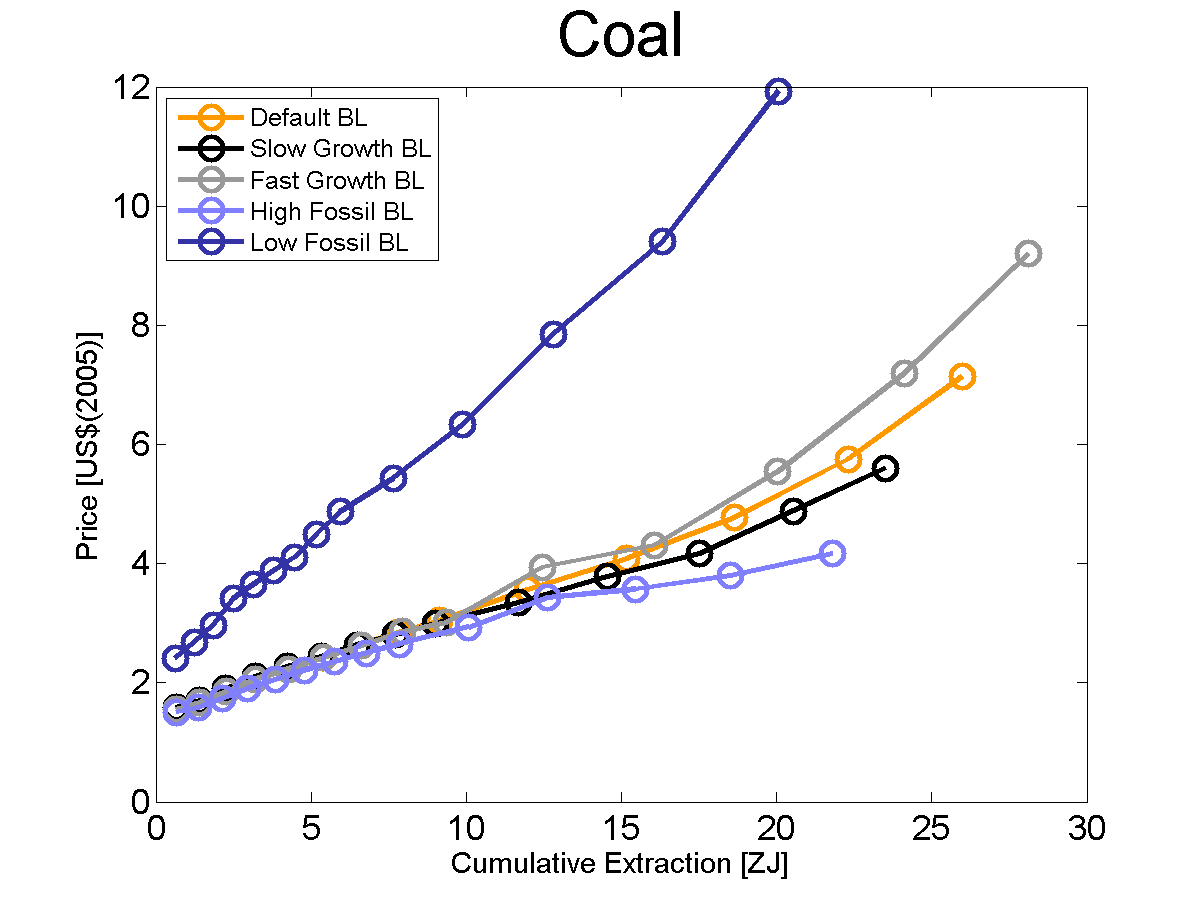 Coal
12
10
8
6
4
2
0
Price [US$(2005)]
Default BL
Slow Growth BL
Fast Growth BL
High Fossil BL
Low Fossil BL
0 5 10 15 20 25 30
Cumulative Extraction [ZJ]